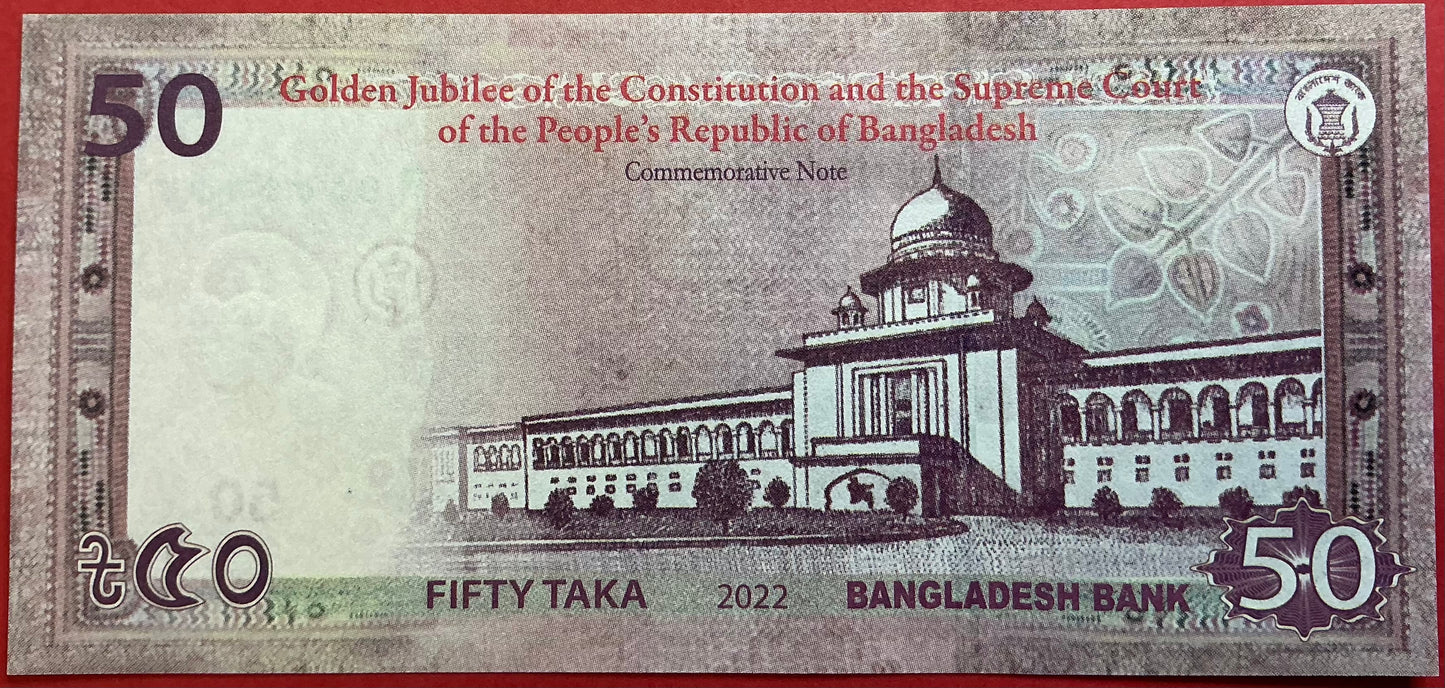 50
Golden Jubilee of the Constitution and the Supreme Court
of the People's Republic of Bangladesh
Commemorative Note
বাংলাদেশ ব্যাংক
৳৫০
FIFTY TAKA 2022 BANGLADESH BANK
50